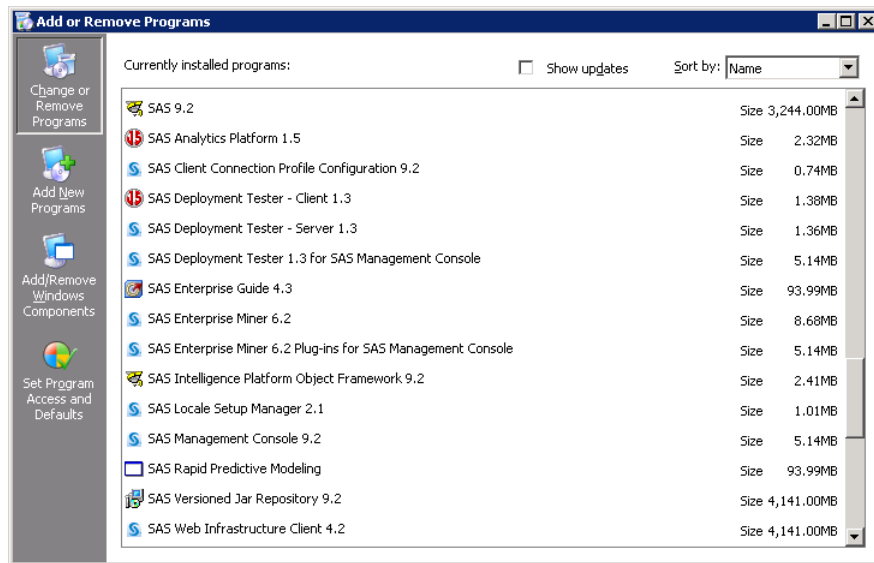 Add or Remove Programs
Change or
Remove
Programs
Add New
Programs
Add/Remove
Windows
Components
Set Program
Access and
Defaults
Currently installed programs:
Show updates
Sort by: Name
SAS 9.2 Size 3,244.00MB
SAS Analytics Platform 1.5 Size 2.32MB
SAS Client Connection Profile Configuration 9.2 Size 0.74MB
SAS Deployment Tester - Client 1.3 Size 1.38MB
SAS Deployment Tester - Server 1.3 Size 1.36MB
SAS Deployment Tester 1.3 for SAS Management Console Size 5.14MB
SAS Enterprise Guide 4.3 Size 93.99MB
SAS Enterprise Miner 6.2 Size 8.68MB
SAS Enterprise Miner 6.2 Plug-ins for SAS Management Console Size 5.14MB
SAS Intelligence Platform Object Framework 9.2 Size 2.41MB
SAS Locale Setup Manager 2.1 Size 1.01MB
SAS Management Console 9.2 Size 5.14MB
SAS Rapid Predictive Modeling Size 93.99MB
SAS Versioned Jar Repository 9.2 Size 4,141.00MB
SAS Web Infrastructure Client 4.2 Size 4,141.00MB